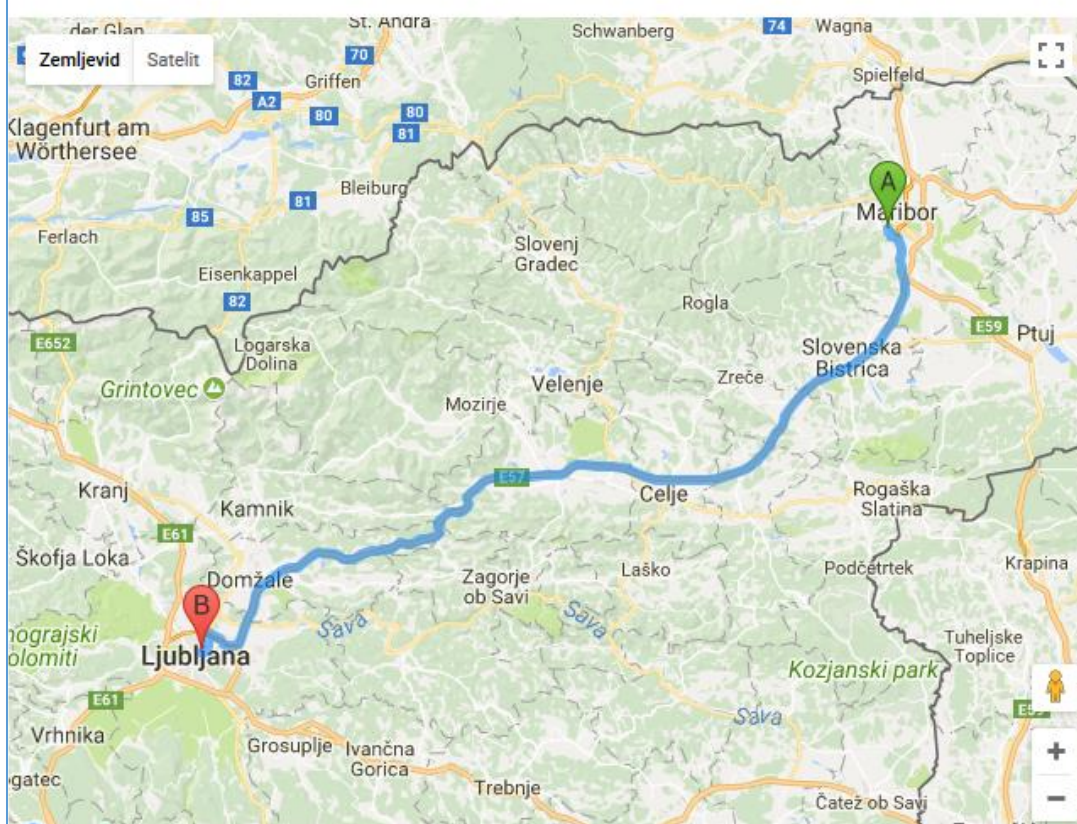 St. Andrä
der Glan
Schwanberg
74
Wagna
Zemljevid
Satelit
70
Spielfeld
82
Griffen
A2
80
80
81
Klagenfurt am
Wörthersee
A
Bleiburg
81
85
Maribor
Ferlach
Slovenj
Gradec
Eisenkappel
82
Rogla
E59
Ptuj
E652
Logarska
Dolina
Slovenska
Bistrica
Grintovec
Velenje
Zreče
Mozirje
E57
Kranj
Celje
Rogaška
Slatina
Kamnik
E61
Škofja Loka
Domžale
Zagorje
ob Savi
Laško
Podčetrtek
Krapina
B
Sava
Sava
nograjski
olomiti
Ljubljana
Tuheljske
Toplice
Kozjanski park
E61
Sava
Vrhnika
Grosuplje
Ivančna
Gorica
ogatec
Trebnje
Čatež ob Savi
+
−